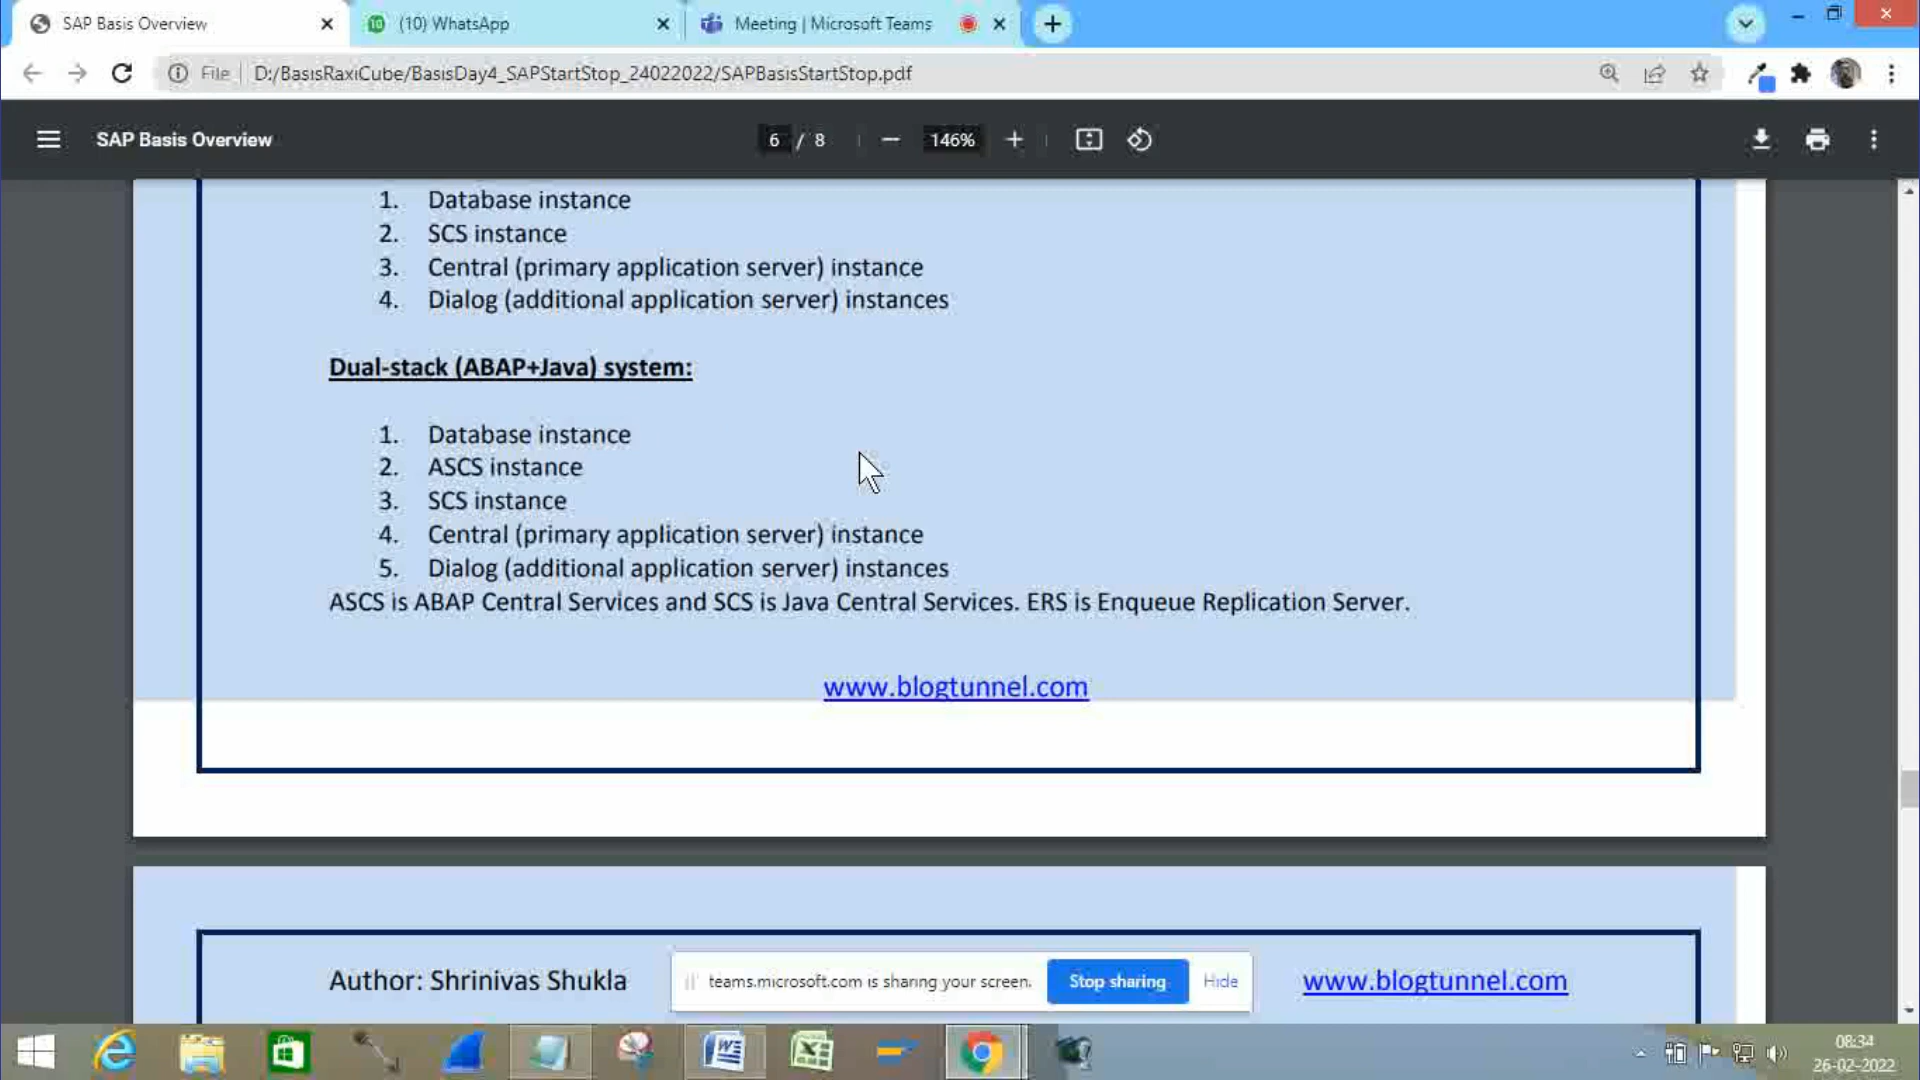 SAP Basis Overview
(10) WhatsApp
Meeting | Microsoft Teams
File
D:/BasisRaxiCube/BasisDay4_SAPStartStop_24022022/SAPBasisStartStop.pdf
SAP Basis Overview
6 / 8
146%
1. Database instance
2. SCS instance
3. Central (primary application server) instance
4. Dialog (additional application server) instances
Dual-stack (ABAP+Java) system:
1. Database instance
2. ASCS instance
3. SCS instance
4. Central (primary application server) instance
5. Dialog (additional application server) instances
ASCS is ABAP Central Services and SCS is Java Central Services. ERS is Enqueue Replication Server.
www.blogtunnel.com
Author: Shrinivas Shukla
www.blogtunnel.com
teams.microsoft.com is sharing your screen.
Stop sharing
Hide
08:34
26-02-2022